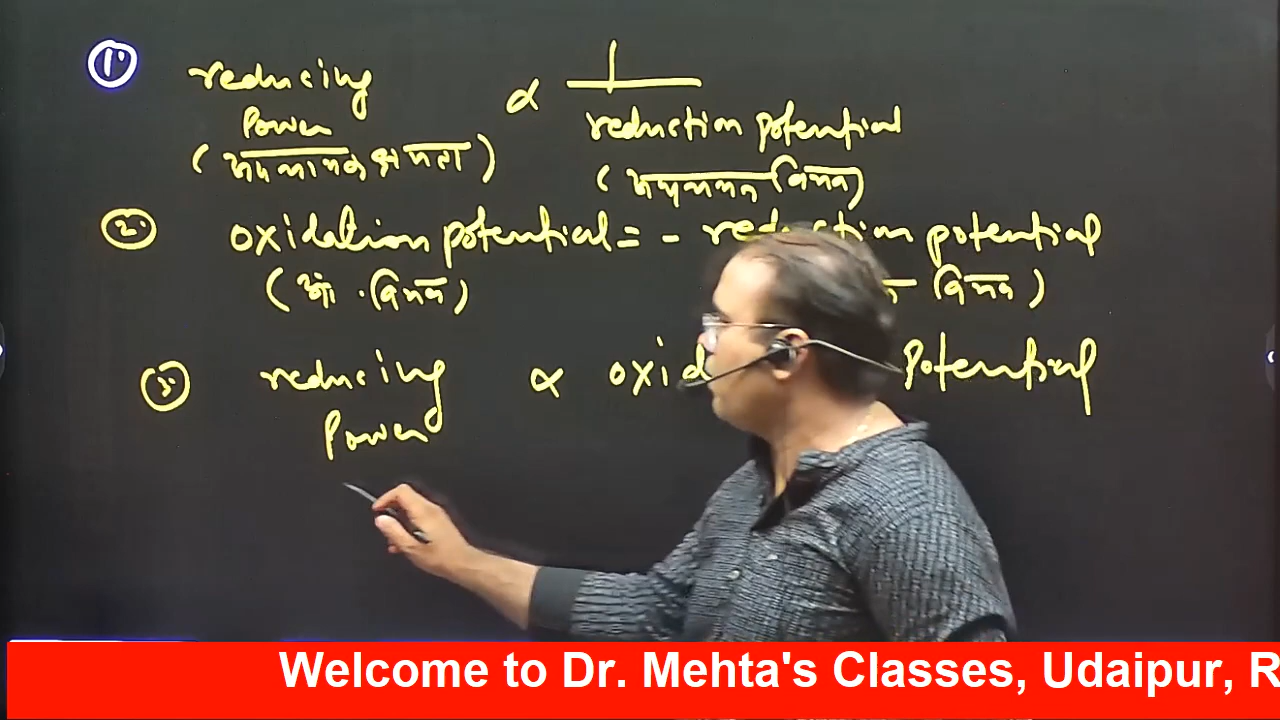 1.
reducing
Power
(अपचायक क्षमता)
∝
1
reduction potential
(अपचयन विभव)
2. oxidation potential = - reduction potential
(ऑ. विभव)
विभव)
3 reducing ∝ oxid Potential
Power
Welcome to Dr. Mehta's Classes, Udaipur, R